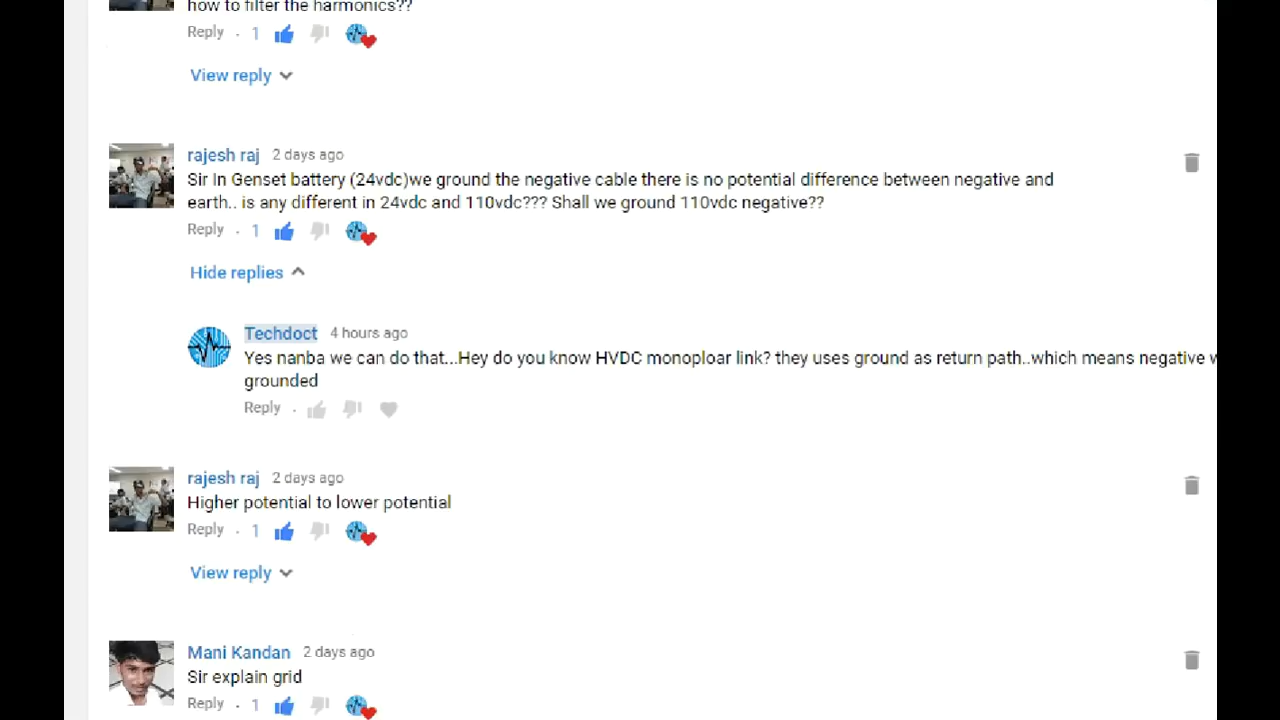 how to filter the harmonics??
Reply . 1
View reply
rajesh raj 2 days ago
Sir In Genset battery (24vdc)we ground the negative cable there is no potential difference between negative and
earth.. is any different in 24vdc and 110vdc??? Shall we ground 110vdc negative??
Reply . 1
Hide replies
Techdoct 4 hours ago
Yes nanba we can do that...Hey do you know HVDC monoploar link? they uses ground as return path..which means negative
grounded
Reply .
rajesh raj 2 days ago
Higher potential to lower potential
Reply . 1
View reply
Mani Kandan 2 days ago
Sir explain grid
Reply . 1